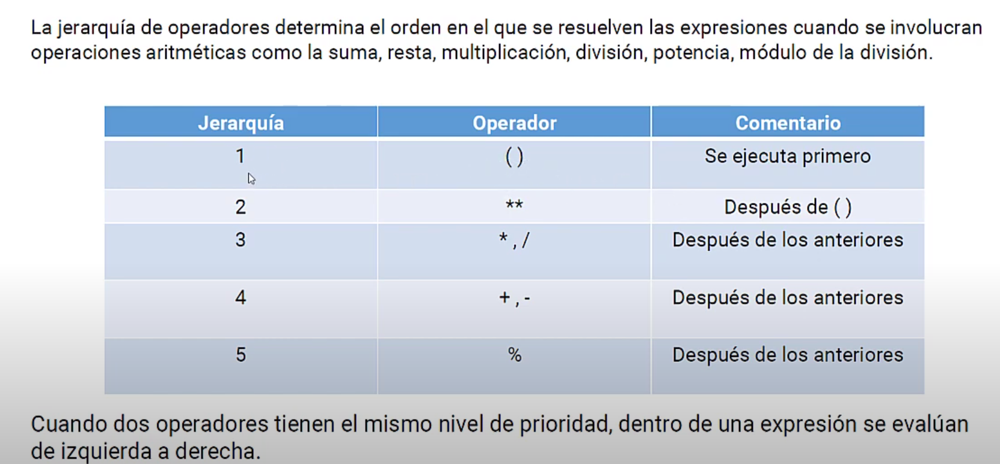 La jerarquía de operadores determina el orden en el que se resuelven las expresiones cuando se involucran
operaciones aritméticas como la suma, resta, multiplicación, división, potencia, módulo de la división.
Jerarquía Operador Comentario
1 ( ) Se ejecuta primero
2 ** Después de ( )
3 * , / Después de los anteriores
4 + , - Después de los anteriores
5 % Después de los anteriores
Cuando dos operadores tienen el mismo nivel de prioridad, dentro de una expresión se evalúan
de izquierda a derecha.